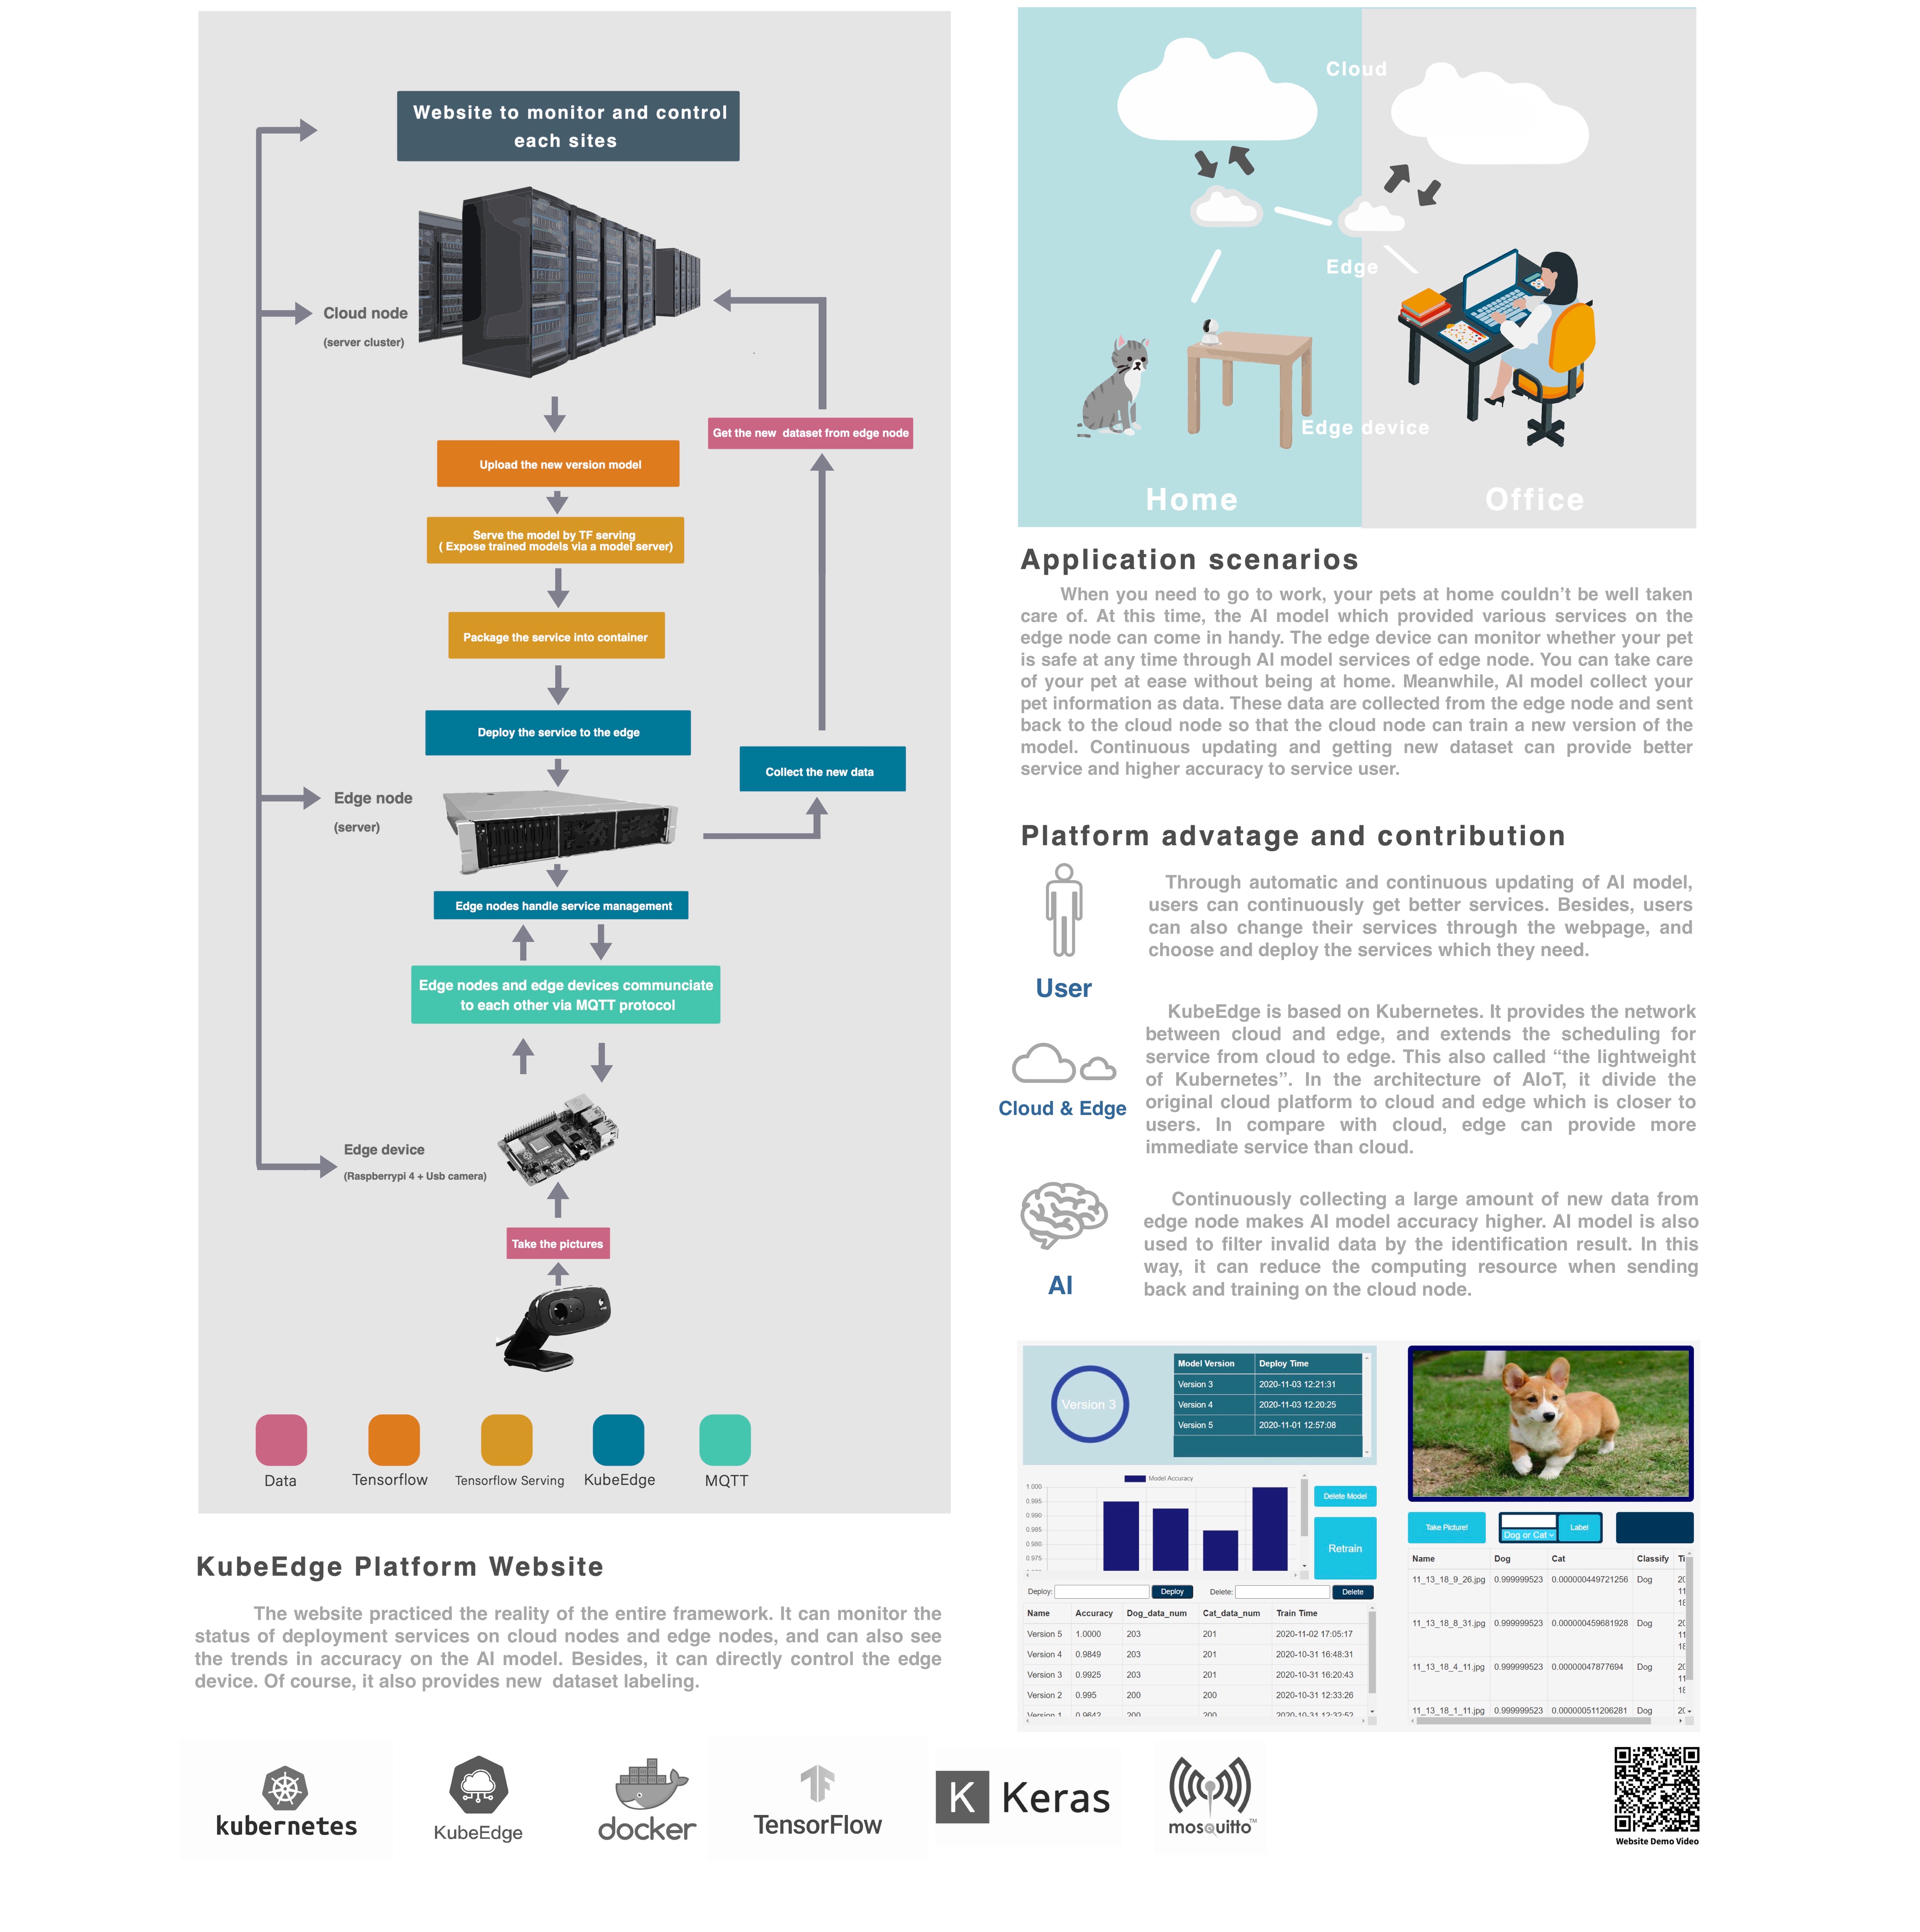 Website to monitor and control
each sites
Cloud node
(server cluster)
Get the new  dataset from edge node
Upload the new version model
Serve the model by TF serving
( Expose trained models via a model server)
Package the service into container
Deploy the service to the edge
Collect the new data
Edge node
(server)
Edge nodes handle service management
Edge nodes and edge devices communciate
to each other via MQTT protocol
Edge device
(Raspberrypi 4 + Usb camera)
Take the pictures
Data
Tensorflow
Tensorflow Serving
KubeEdge
MQTT
KubeEdge Platform Website
The website practiced the reality of the entire framework. It can monitor the
status of deployment services on cloud nodes and edge nodes, and can also see
the trends in accuracy on the AI model. Besides, it can directly control the edge
device. Of course, it also provides new  dataset labeling.
Cloud
Edge
Edge device
Home
Office
Application scenarios
When you need to go to work, your pets at home couldn't be well taken
care of. At this time, the AI model which provided various services on the
edge node can come in handy. The edge device can monitor whether your pet
is safe at any time through AI model services of edge node. You can take care
of your pet at ease without being at home. Meanwhile, AI model collect your
pet information as data. These data are collected from the edge node and sent
back to the cloud node so that the cloud node can train a new version of the
model. Continuous updating and getting new dataset can provide better
service and higher accuracy to service user.
Platform advatage and contribution
User
Through automatic and continuous updating of AI model,
users can continuously get better services. Besides, users
can also change their services through the webpage, and
choose and deploy the services which they need.
Cloud & Edge
KubeEdge is based on Kubernetes. It provides the network
between cloud and edge, and extends the scheduling for
service from cloud to edge. This also called “the lightweight
of Kubernetes”. In the architecture of AIoT, it divide the
original cloud platform to cloud and edge which is closer to
users. In compare with cloud, edge can provide more
immediate service than cloud.
AI
Continuously collecting a large amount of new data from
edge node makes AI model accuracy higher. AI model is also
used to filter invalid data by the identification result. In this
way, it can reduce the computing resource when sending
back and training on the cloud node.
Version 3
Model Version Deploy Time
Version 3 2020-11-03 12:21:31
Version 4 2020-11-03 12:20:25
Version 5 2020-11-01 12:57:08
Model Accuracy
1.000
0.995
0.990
0.985
0.980
0.975
Delete Model
Retrain
Deploy: Deploy Delete: Delete
Name Accuracy Dog_data_num Cat_data_num Train Time
Version 5 1.0000 203 201 2020-11-02 17:05:17
Version 4 0.9849 203 201 2020-10-31 16:48:31
Version 3 0.9925 203 201 2020-10-31 16:20:43
Version 2 0.995 200 200 2020-10-31 12:33:26
Version 1 0.9642 200 200 2020-10-31 12:32:52
Take Picture!
Dog or Cat
Label
Name Dog Cat Classify Ti
11_13_18_9_26.jpg 0.999999523 0.000000449721256 Dog 20
11
18
11_13_18_8_31.jpg 0.999999523 0.000000459681928 Dog 20
11
18
11_13_18_4_11.jpg 0.999999523 0.00000047877694 Dog 20
11
18
11_13_18_1_11.jpg 0.999999523 0.000000511206281 Dog 20
kubernetes
KubeEdge
docker
TensorFlow
K Keras
mosquitto™
Website Demo Video